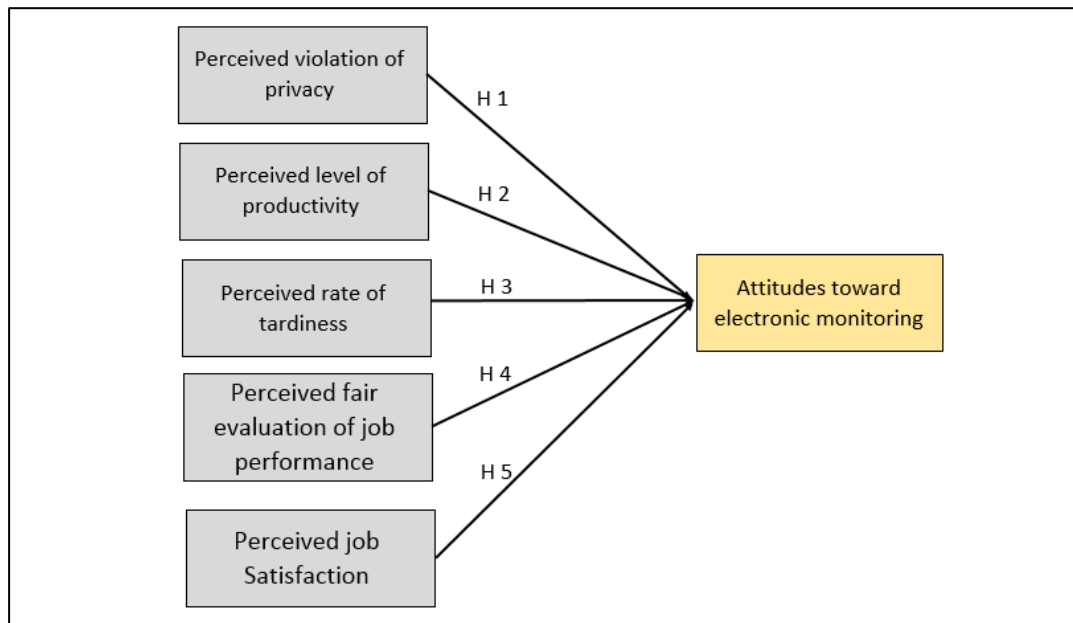 Perceived violation of
privacy
H 1
Perceived level of
productivity
H 2
Perceived rate of
tardiness
H 3
Attitudes toward
electronic monitoring
Perceived fair
evaluation of job
performance
H 4
Perceived job
Satisfaction
H 5